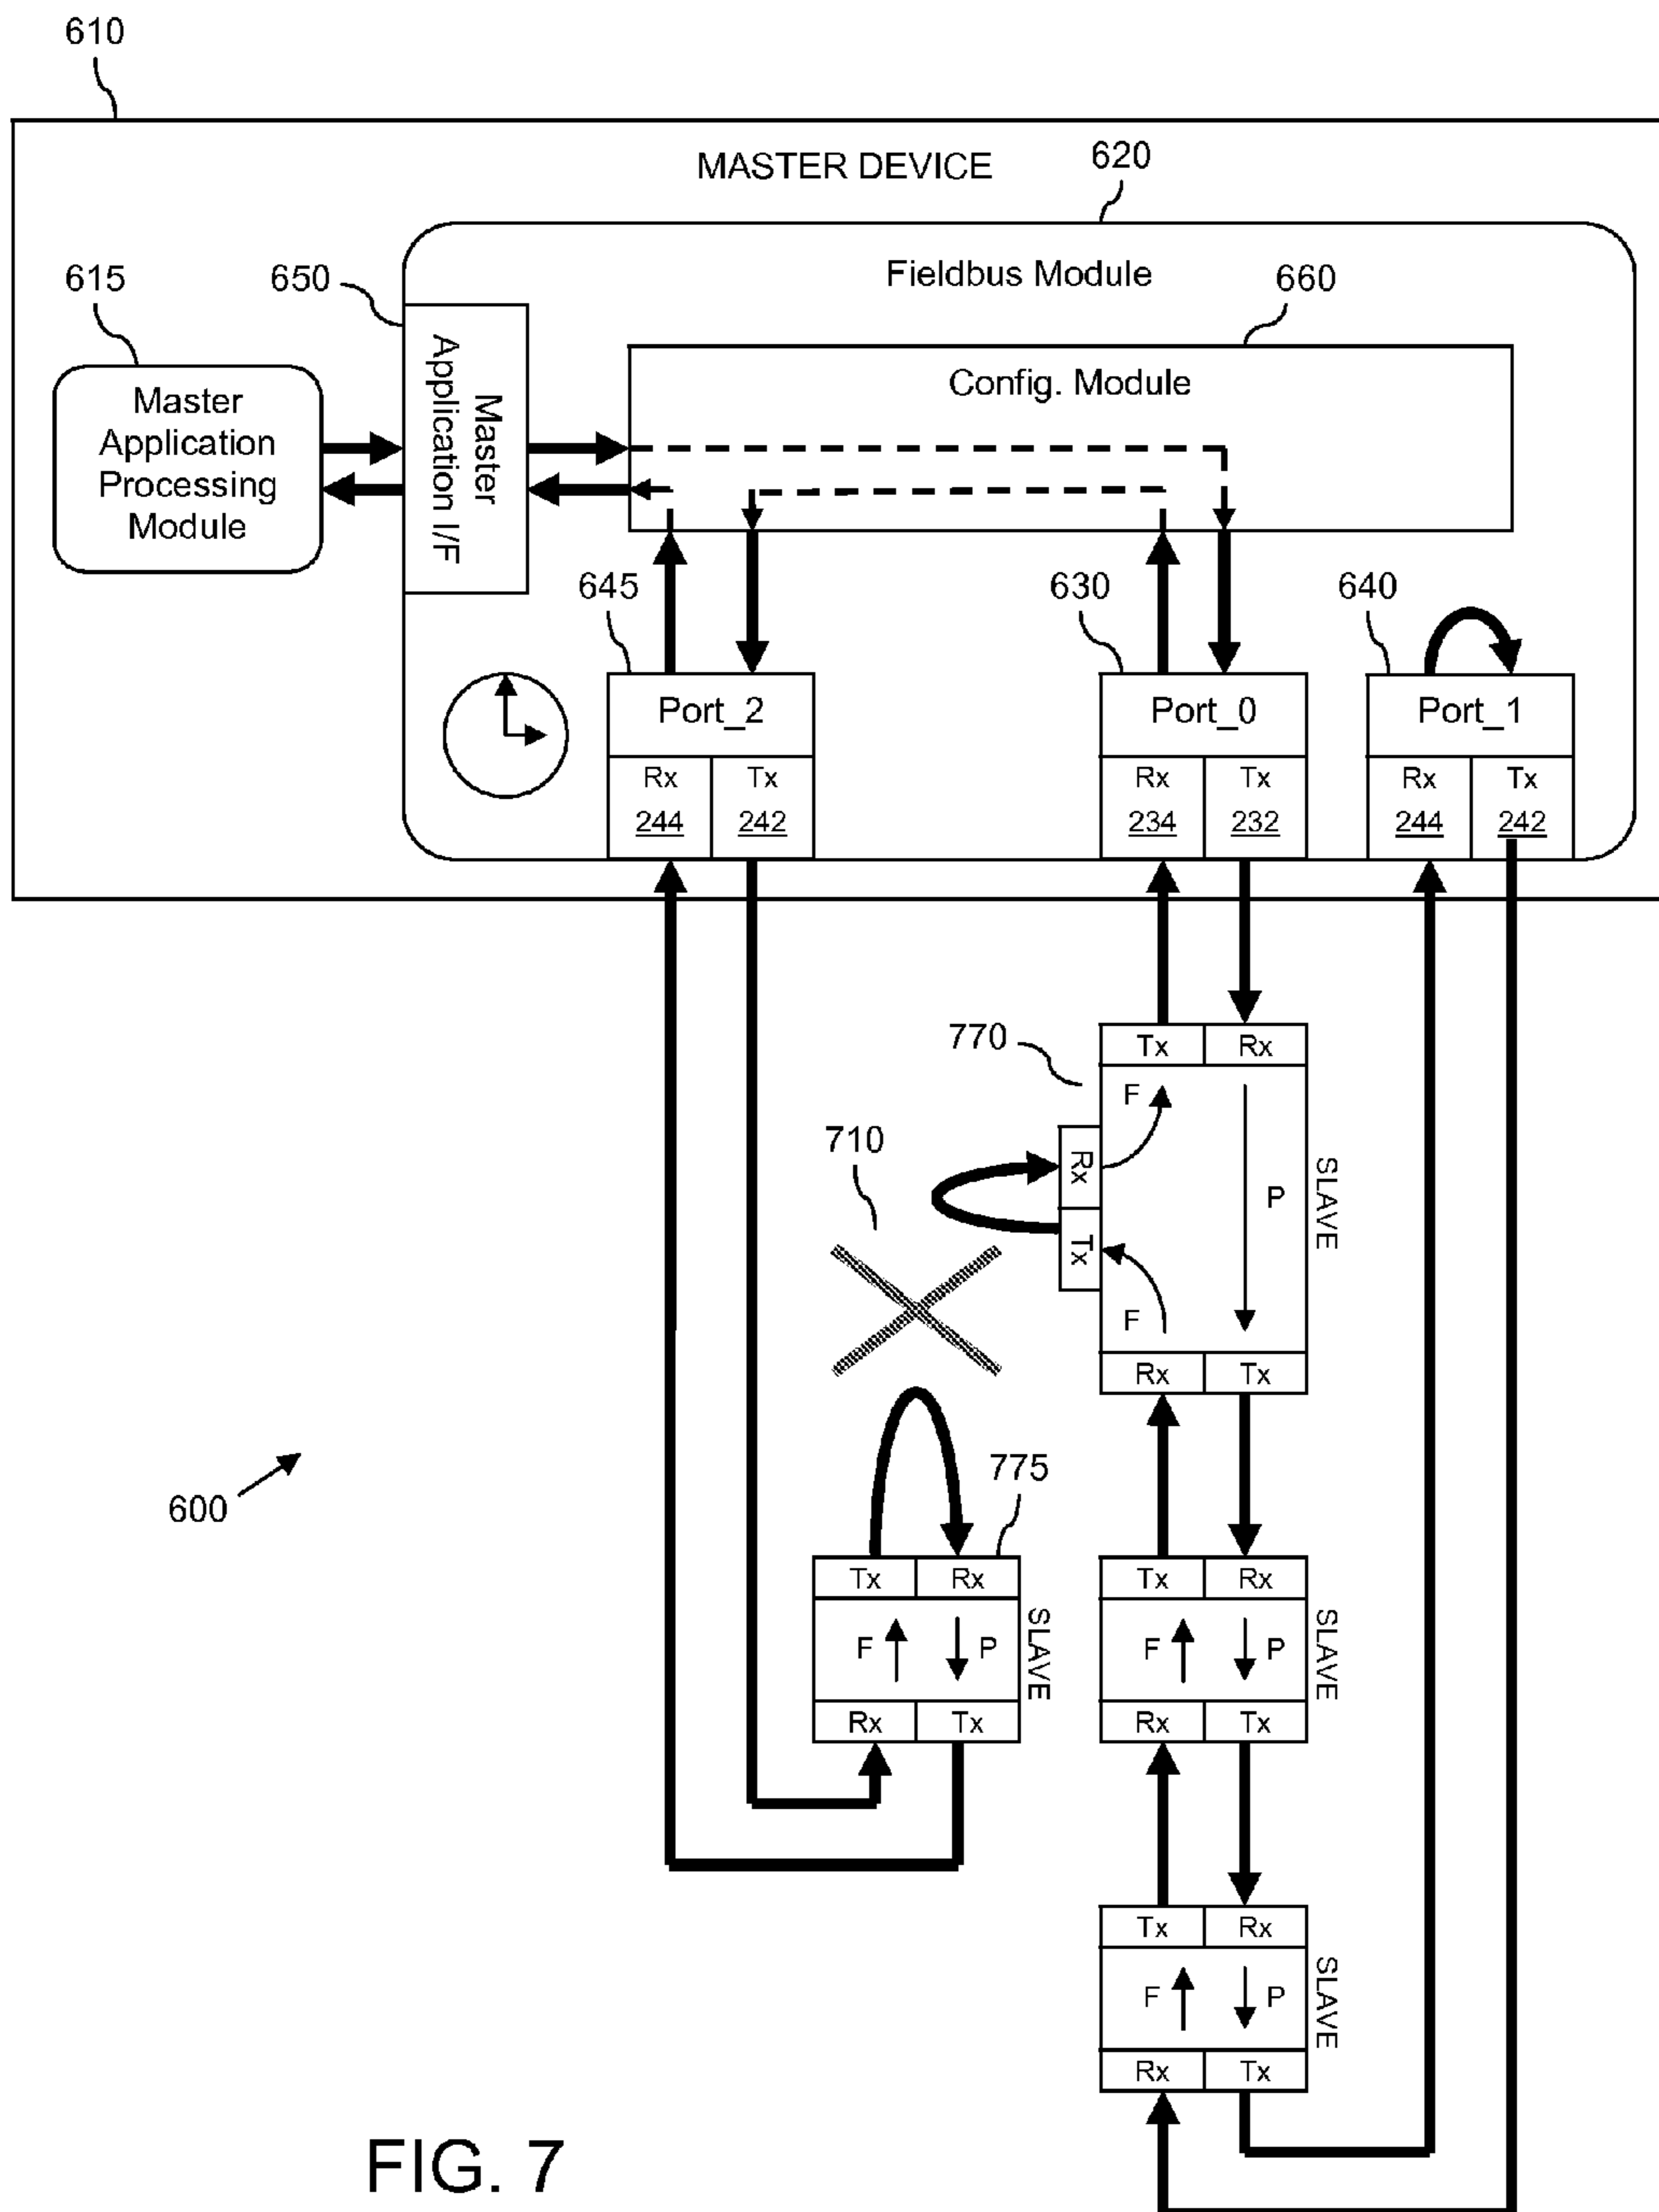 610
MASTER DEVICE
620
Fieldbus Module
615
650
660
Master
Application
Processing
Module
Master
Application I/F
Config. Module
645
630
640
Port_2
Port_0
Port_1
Rx
Tx
Rx
Tx
Rx
Tx
244
242
234
232
244
242
770
Tx
Rx
F
710
Rx
Tx
P
SLAVE
F
Rx
Tx
775
600
Tx
Rx
F
P
SLAVE
Rx
Tx
Tx
Rx
F
P
SLAVE
Rx
Tx
Tx
Rx
F
P
SLAVE
Rx
Tx
FIG. 7